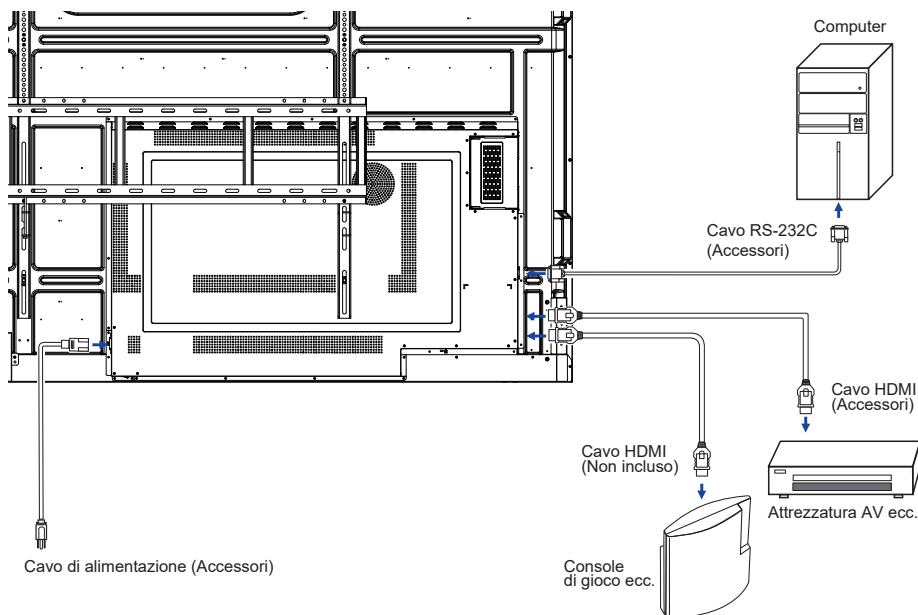 Computer
Cavo RS-232C
(Accessori)
Cavo HDMI
(Accessori)
Cavo HDMI
(Non incluso)
Attrezzatura AV ecc.
Cavo di alimentazione (Accessori)
Console
di gioco ecc.